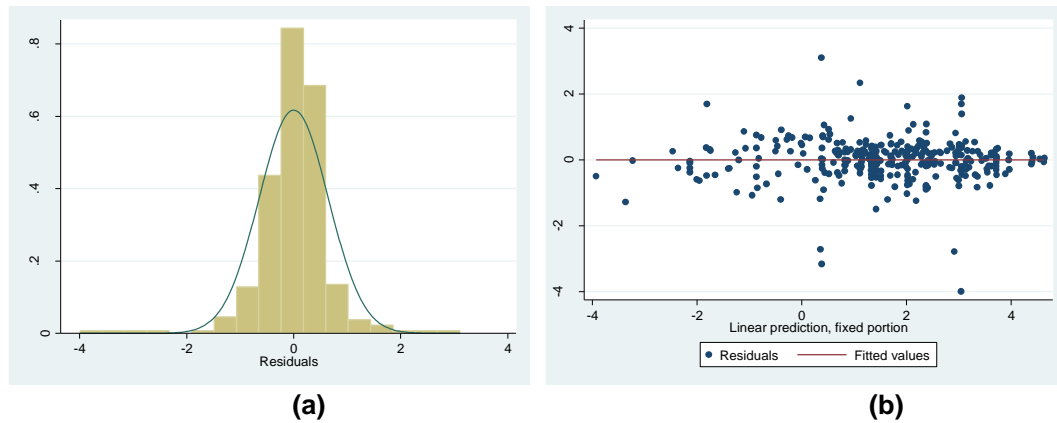 .8
.6
.4
.2
0
-4 -2 0 2 4
Residuals
(a)
4
2
0
-2
-4
-4 -2 0 2 4
Linear prediction, fixed portion
Residuals Fitted values
(b)